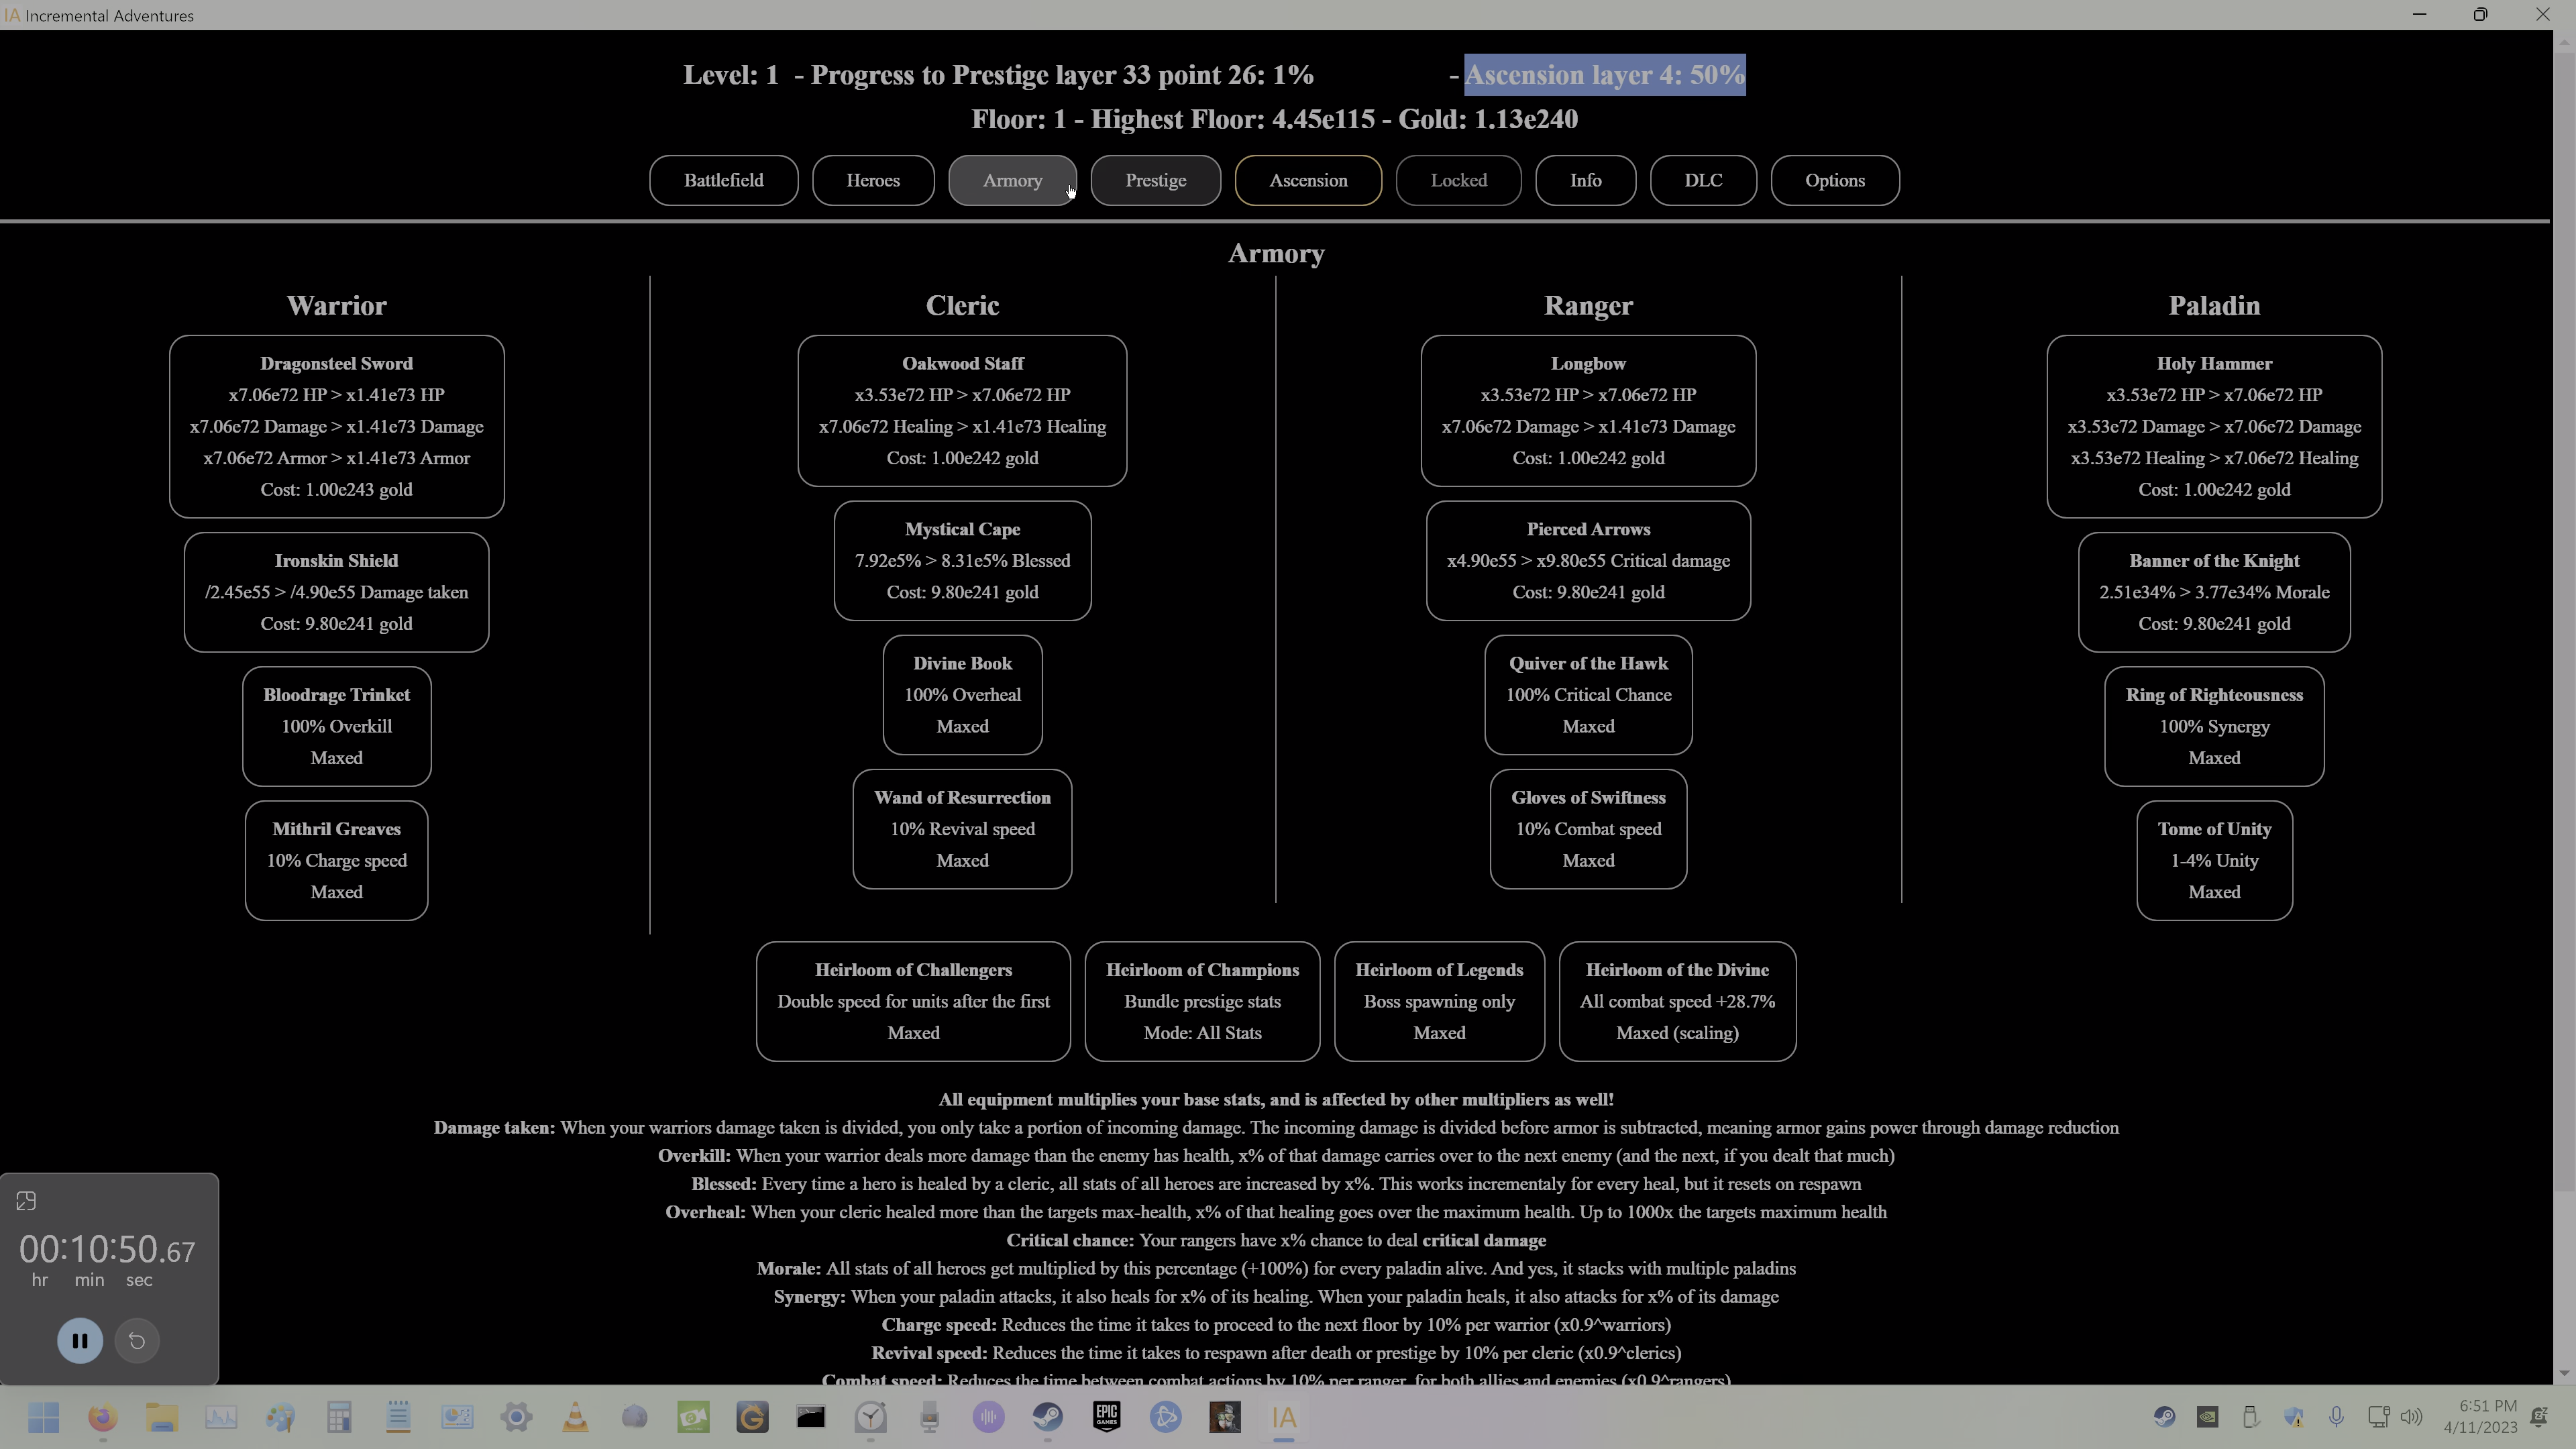 IA Incremental Adventures
Level: 1 - Progress to Prestige layer 33 point 26: 1% - Ascension layer 4: 50%
Floor: 1 - Highest Floor: 4.45e115 - Gold: 1.13e240
Battlefield Heroes Armory Prestige Ascension Locked Info DLC Options
Armory
Warrior
Dragonsteel Sword
x7.06e72 HP > x1.41e73 HP
x7.06e72 Damage > x1.41e73 Damage
x7.06e72 Armor > x1.41e73 Armor
Cost: 1.00e243 gold
Ironskin Shield
/2.45e55 > /4.90e55 Damage taken
Cost: 9.80e241 gold
Bloodrage Trinket
100% Overkill
Maxed
Mithril Greaves
10% Charge speed
Maxed
Cleric
Oakwood Staff
x3.53e72 HP > x7.06e72 HP
x7.06e72 Healing > x1.41e73 Healing
Cost: 1.00e242 gold
Mystical Cape
7.92e5% > 8.31e5% Blessed
Cost: 9.80e241 gold
Divine Book
100% Overheal
Maxed
Wand of Resurrection
10% Revival speed
Maxed
Ranger
Longbow
x3.53e72 HP > x7.06e72 HP
x7.06e72 Damage > x1.41e73 Damage
Cost: 1.00e242 gold
Pierced Arrows
x4.90e55 > x9.80e55 Critical damage
Cost: 9.80e241 gold
Quiver of the Hawk
100% Critical Chance
Maxed
Gloves of Swiftness
10% Combat speed
Maxed
Paladin
Holy Hammer
x3.53e72 HP > x7.06e72 HP
x3.53e72 Damage > x7.06e72 Damage
x3.53e72 Healing > x7.06e72 Healing
Cost: 1.00e242 gold
Banner of the Knight
2.51e34% > 3.77e34% Morale
Cost: 9.80e241 gold
Ring of Righteousness
100% Synergy
Maxed
Tome of Unity
1-4% Unity
Maxed
Heirloom of Challengers
Double speed for units after the first
Maxed
Heirloom of Champions
Bundle prestige stats
Mode: All Stats
Heirloom of Legends
Boss spawning only
Maxed
Heirloom of the Divine
All combat speed +28.7%
Maxed (scaling)
All equipment multiplies your base stats, and is affected by other multipliers as well!
Damage taken: When your warriors damage taken is divided, you only take a portion of incoming damage. The incoming damage is divided before armor is subtracted, meaning armor gains power through damage reduction
Overkill: When your warrior deals more damage than the enemy has health, x% of that damage carries over to the next enemy (and the next, if you dealt that much)
Blessed: Every time a hero is healed by a cleric, all stats of all heroes are increased by x%. This works incrementaly for every heal, but it resets on respawn
Overheal: When your cleric healed more than the targets max-health, x% of that healing goes over the maximum health. Up to 1000x the targets maximum health
Critical chance: Your rangers have x% chance to deal critical damage
Morale: All stats of all heroes get multiplied by this percentage (+100%) for every paladin alive. And yes, it stacks with multiple paladins
Synergy: When your paladin attacks, it also heals for x% of its healing. When your paladin heals, it also attacks for x% of its damage
Charge speed: Reduces the time it takes to proceed to the next floor by 10% per warrior (x0.9^warriors)
Revival speed: Reduces the time it takes to respawn after death or prestige by 10% per cleric (x0.9^clerics)
Combat speed: Reduces the time between combat actions by 10% per ranger, for both allies and enemies (x0.9^rangers)
00:10:50.67
hr min sec
EPIC GAMES
IA
6:51 PM
4/11/2023